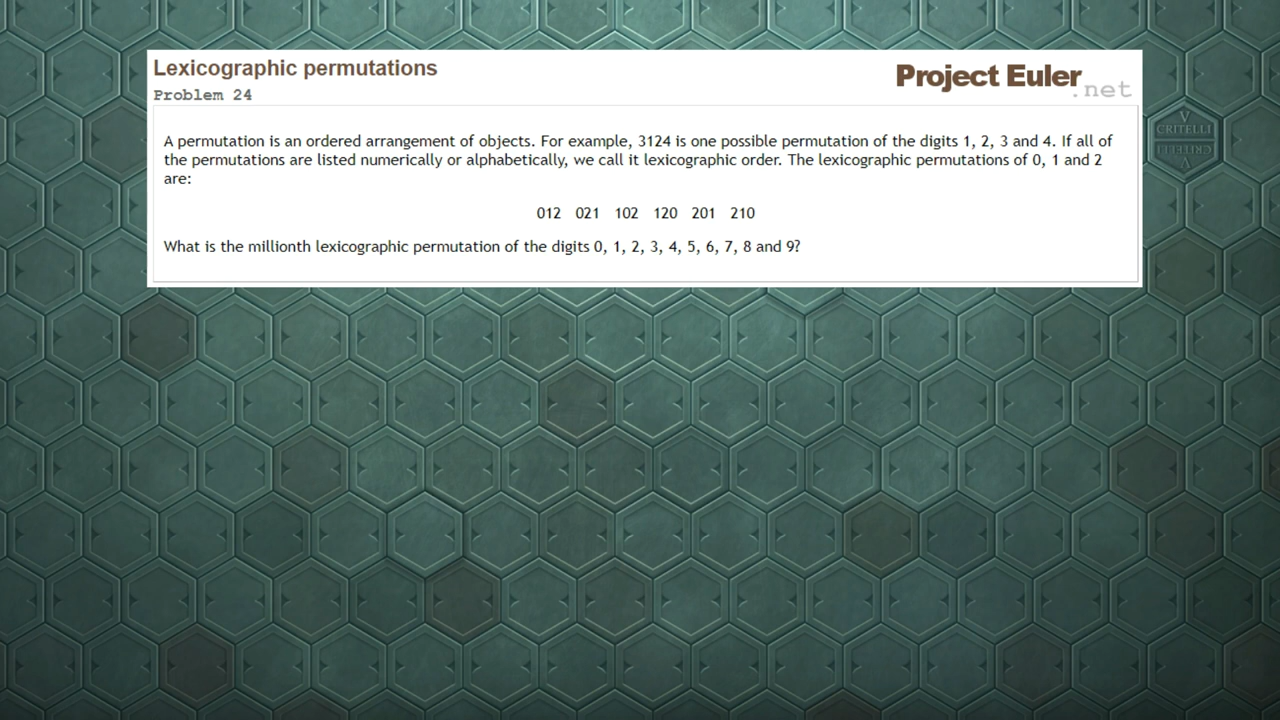 Lexicographic permutations
Project Euler
.net
Problem 24
A permutation is an ordered arrangement of objects. For example, 3124 is one possible permutation of the digits 1, 2, 3 and 4. If all of
the permutations are listed numerically or alphabetically, we call it lexicographic order. The lexicographic permutations of 0, 1 and 2
are:
012 021 102 120 201 210
What is the millionth lexicographic permutation of the digits 0, 1, 2, 3, 4, 5, 6, 7, 8 and 9?
V
CRITELLI